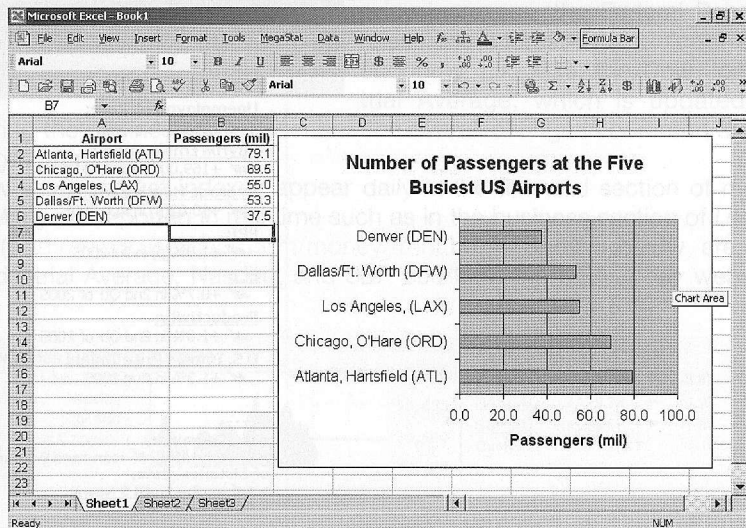 Microsoft Excel - Book1
File Edit View Insert Format Tools MegaStat Data Window Help Formula Bar
Arial 10 B I U $ % ,
Arial 10
B7 fx
A B C D E F G H I J
1 Airport Passengers (mil)
2 Atlanta, Hartsfield (ATL) 79.1
3 Chicago, O'Hare (ORD) 69.5
4 Los Angeles, (LAX) 55.0
5 Dallas/Ft. Worth (DFW) 53.3
6 Denver (DEN) 37.5
7
8
9
10
11
12
13
14
15
16
17
18
19
20
21
22
23
Number of Passengers at the Five
Busiest US Airports
Denver (DEN)
Dallas/Ft. Worth (DFW)
Los Angeles, (LAX)
Chicago, O'Hare (ORD)
Atlanta, Hartsfield (ATL)
Chart Area
0.0 20.0 40.0 60.0 80.0 100.0
Passengers (mil)
Sheet1 / Sheet2 / Sheet3 /
Ready NUM